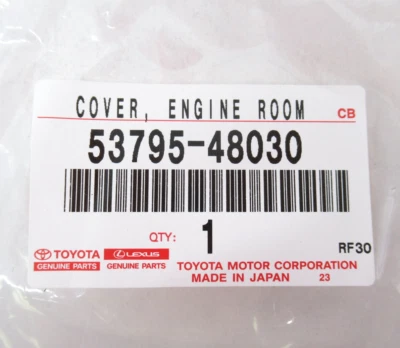 COVER, ENGINE ROOM CB
53795-48030
QTY: 1 RF30
TOYOTA LEXUS
GENUINE PARTS GENUINE PARTS
TOYOTA MOTOR CORPORATION
MADE IN JAPAN 23